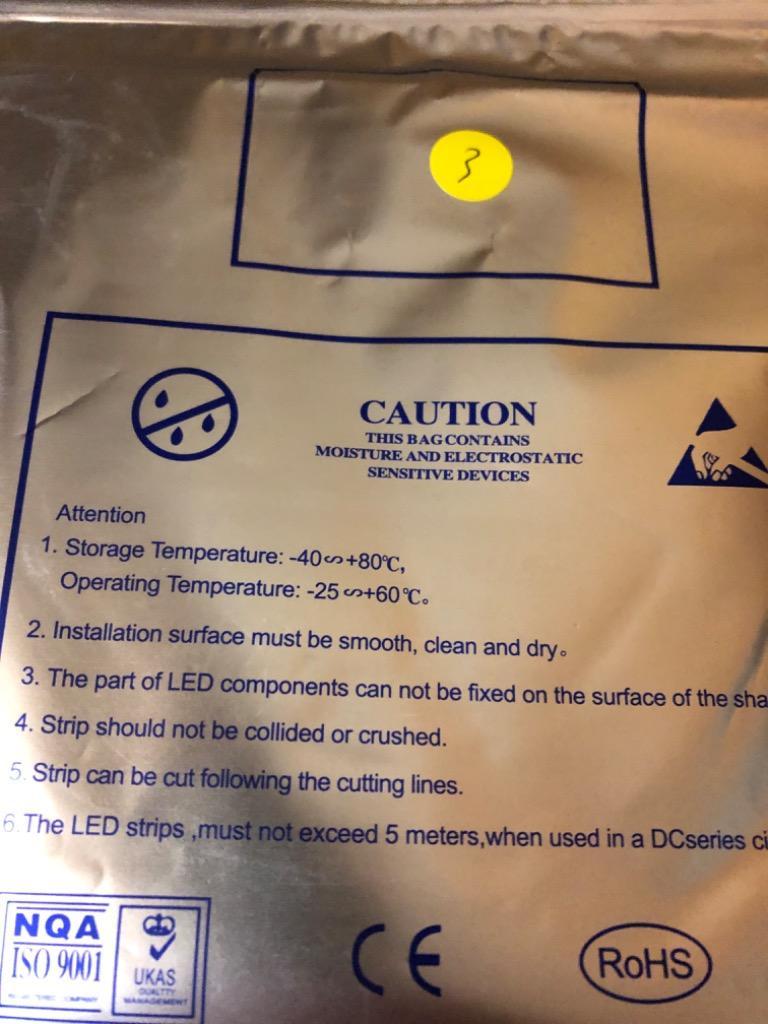 3
CAUTION
THIS BAG CONTAINS
MOISTURE AND ELECTROSTATIC
SENSITIVE DEVICES
Attention
1. Storage Temperature: -40∽+80℃,
Operating Temperature: -25∽+60℃。
2. Installation surface must be smooth, clean and dry。
3. The part of LED components can not be fixed on the surface of the sha
4. Strip should not be collided or crushed.
5. Strip can be cut following the cutting lines.
6. The LED strips ,must not exceed 5 meters,when used in a DCseries ci
NQA
ISO 9001
UKAS
QUALITY
MANAGEMENT
CE
RoHS